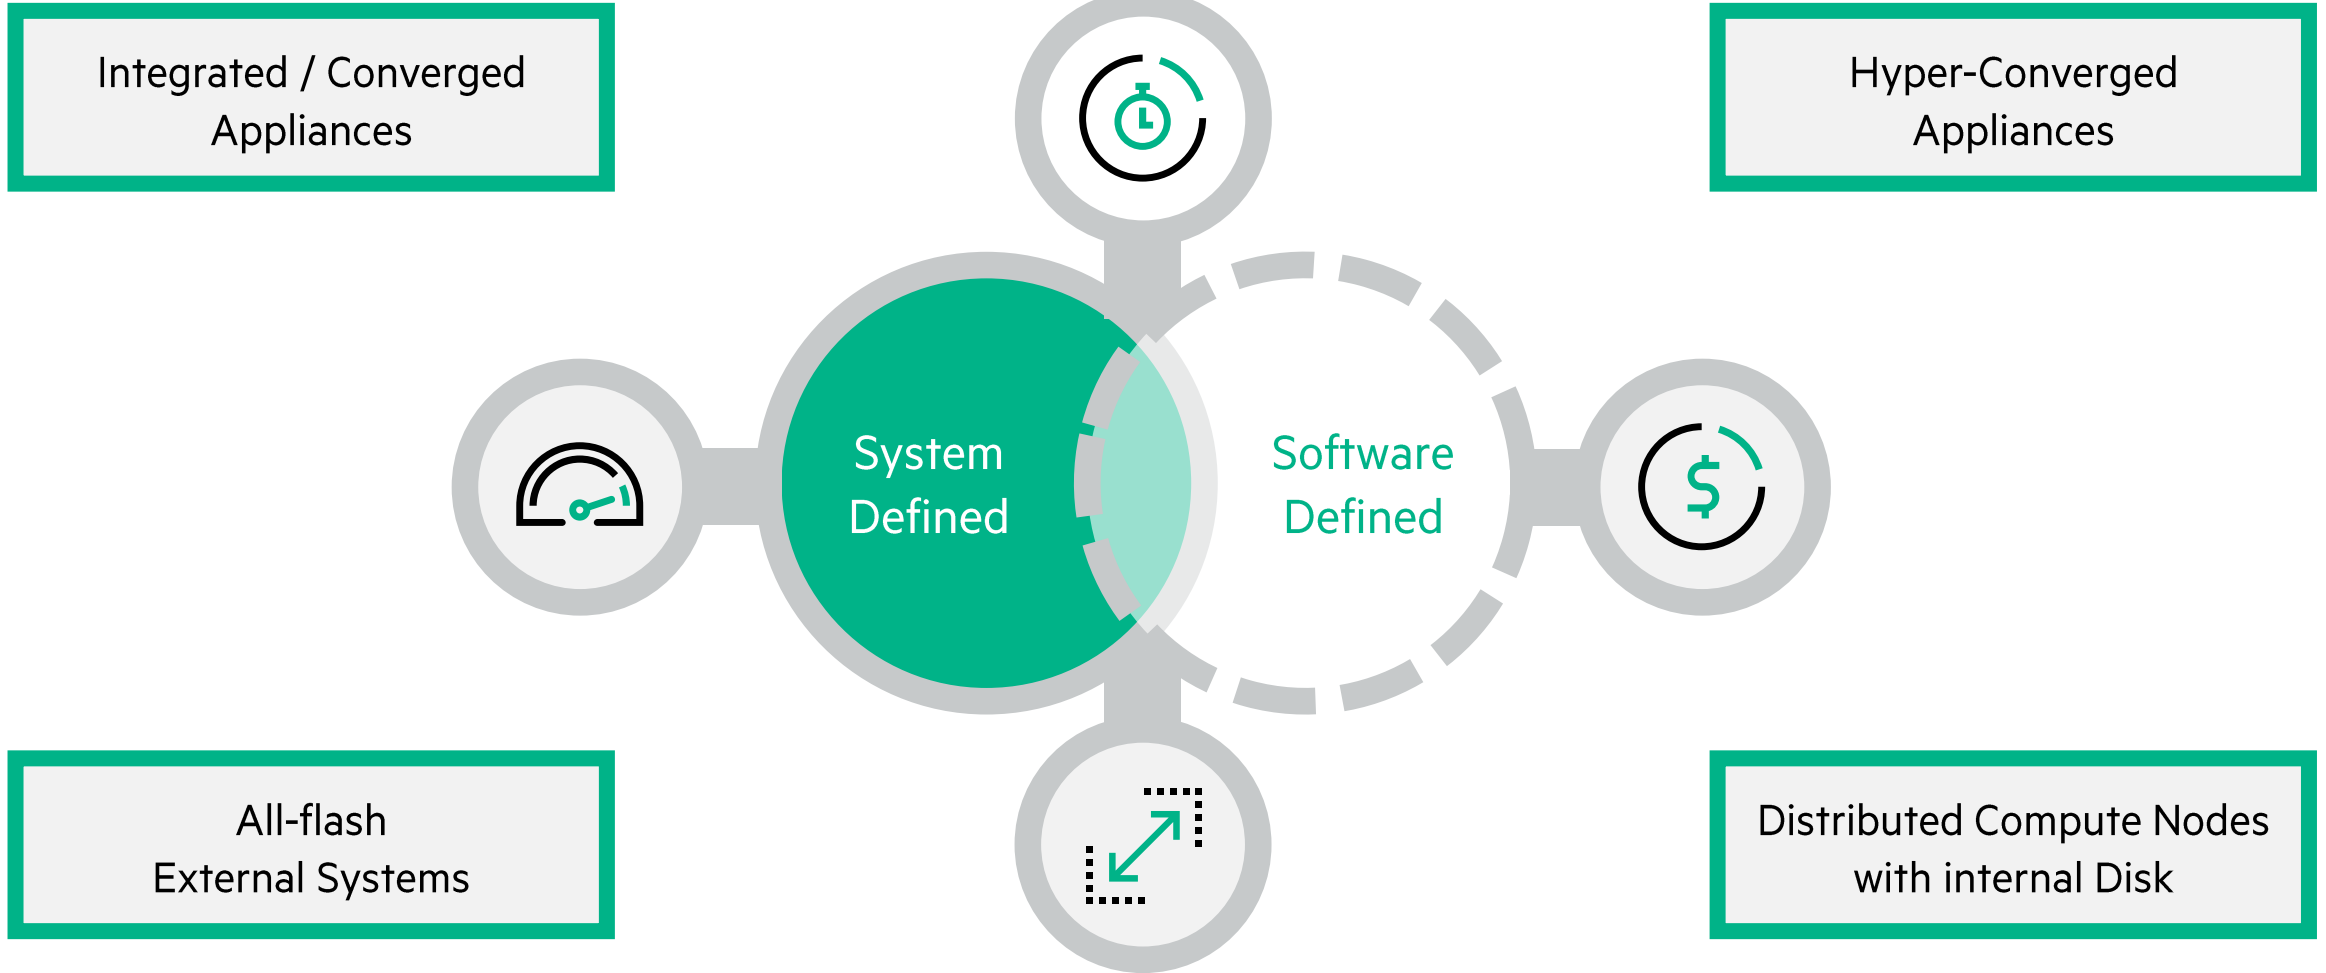 Integrated / Converged
Appliances
Hyper-Converged
Appliances
System
Defined
Software
Defined
$
All-flash
External Systems
Distributed Compute Nodes
with internal Disk